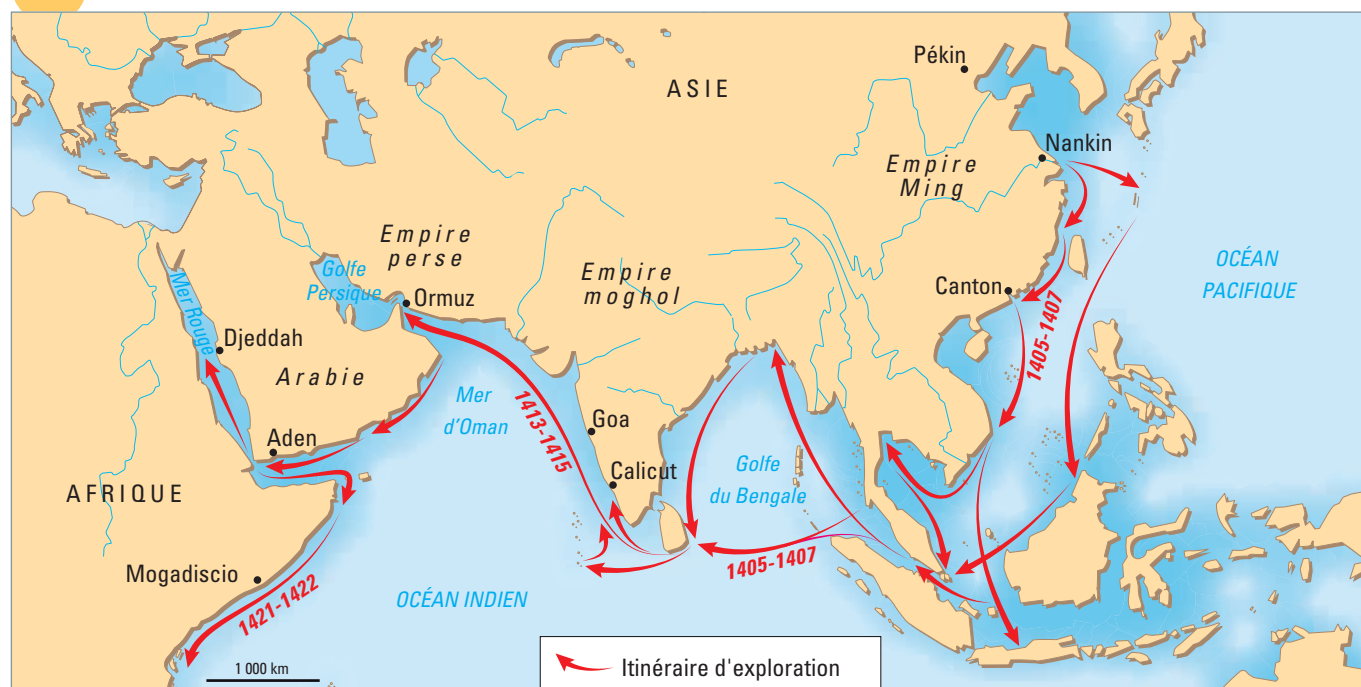 Pékin
ASIE
Nankin
Empire
Ming
Empire
perse
Golfe
Persique
Ormuz
Empire
moghol
OCÉAN
PACIFIQUE
Canton
Mer Rouge
Djeddah
Arabie
Mer
d'Oman
1413-1415
1405-1407
Goa
Aden
Calicut
Golfe
du Bengale
AFRIQUE
1405-1407
Mogadiscio
1421-1422
OCÉAN INDIEN
1 000 km
Itinéraire d'exploration